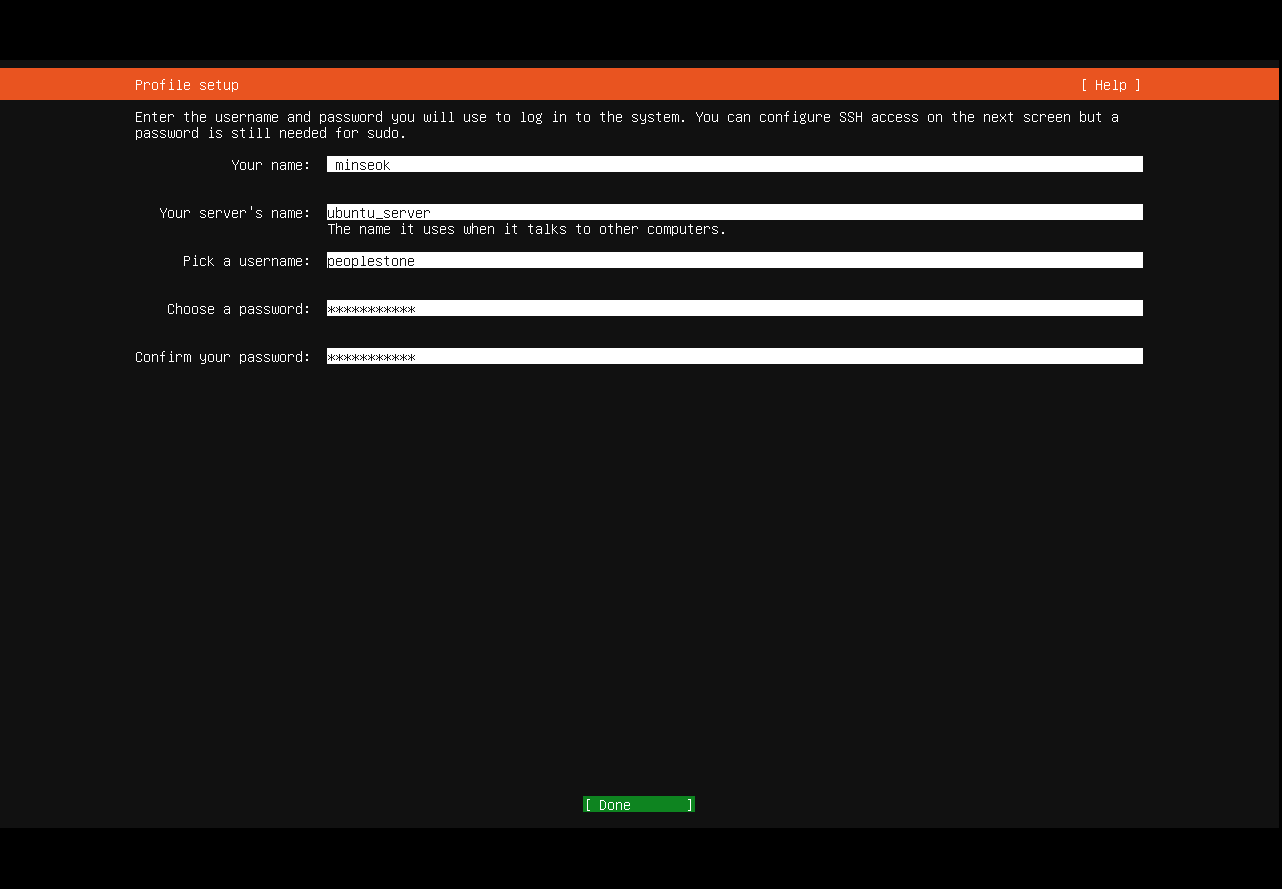 Profile setup [ Help ]
Enter the username and password you will use to log in to the system. You can configure SSH access on the next screen but a
password is still needed for sudo.
Your name: minseok
Your server's name: ubuntu_server
The name it uses when it talks to other computers.
Pick a username: peoplestone
Choose a password: ***********
Confirm your password: ***********
[ Done ]